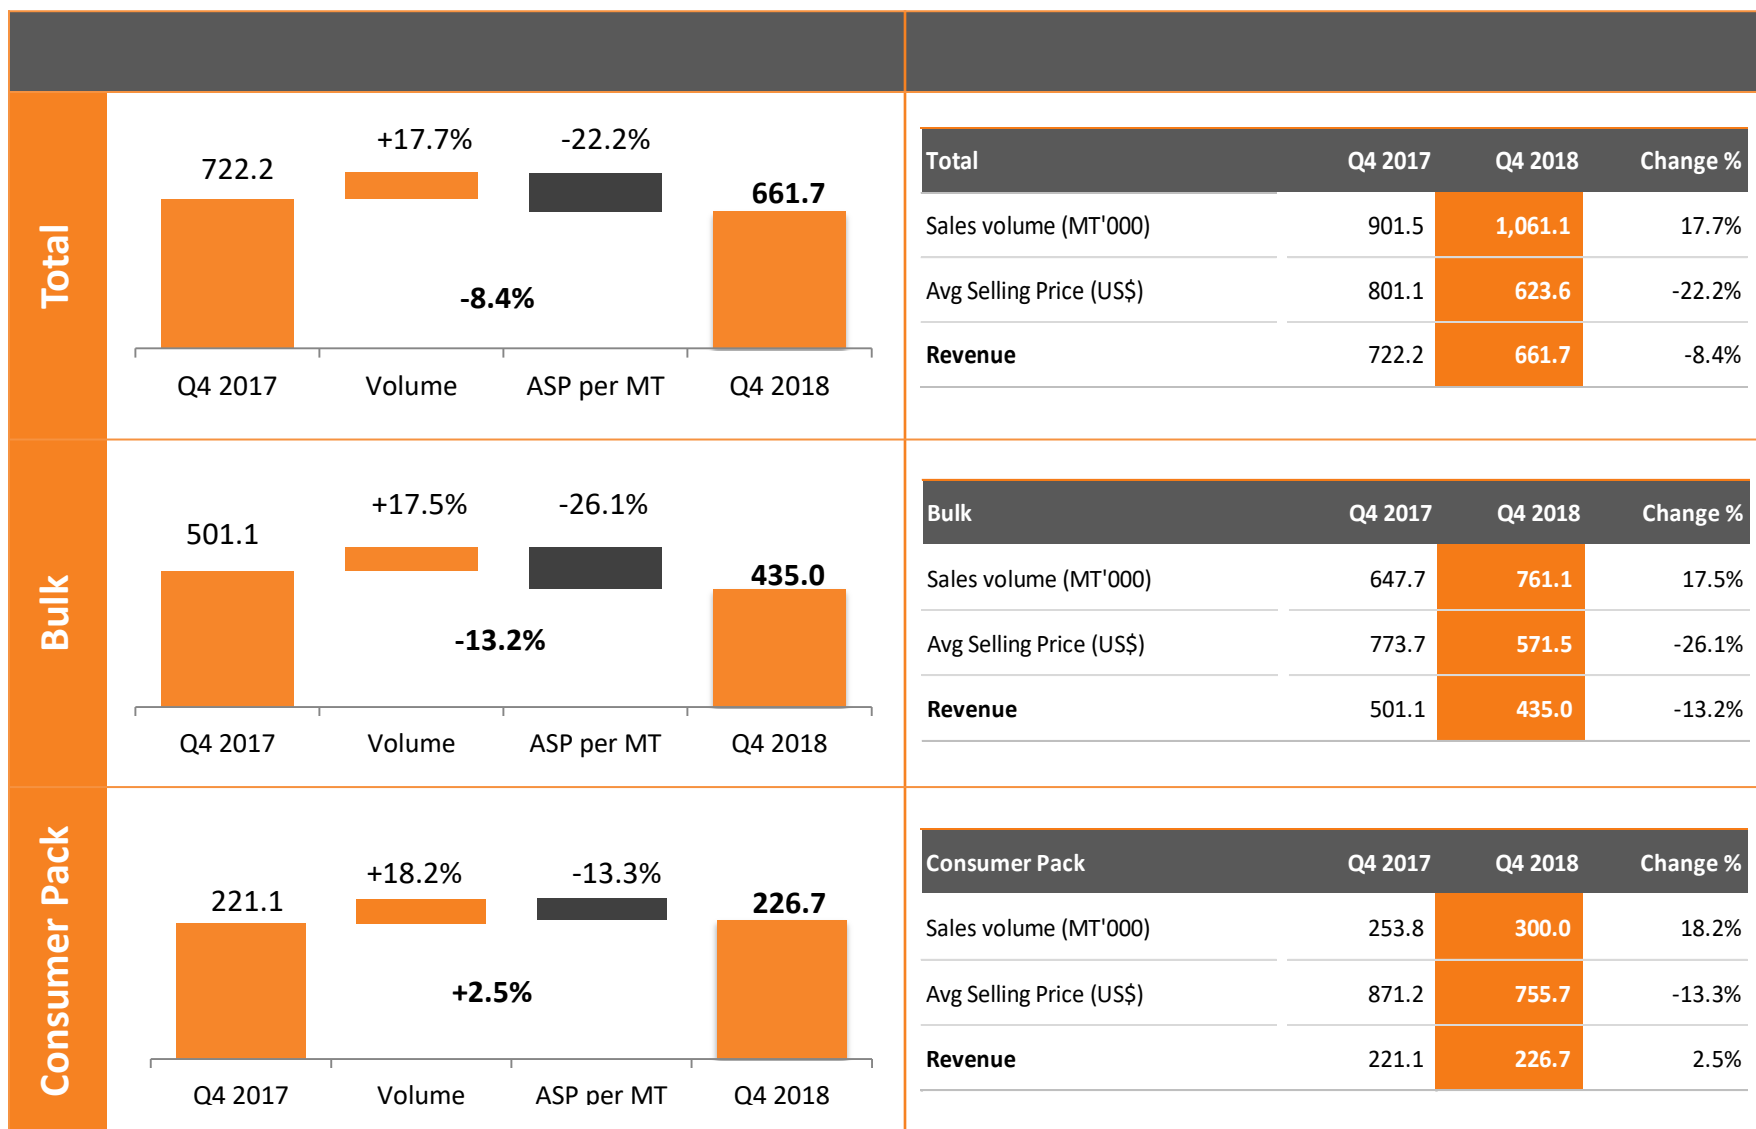 Total
+17.7% -22.2%
722.2
661.7
-8.4%
Q4 2017 Volume ASP per MT Q4 2018
Total Q4 2017 Q4 2018 Change %
Sales volume (MT'000) 901.5 1,061.1 17.7%
Avg Selling Price (US$) 801.1 623.6 -22.2%
Revenue 722.2 661.7 -8.4%
Bulk
+17.5% -26.1%
501.1
435.0
-13.2%
Q4 2017 Volume ASP per MT Q4 2018
Bulk Q4 2017 Q4 2018 Change %
Sales volume (MT'000) 647.7 761.1 17.5%
Avg Selling Price (US$) 773.7 571.5 -26.1%
Revenue 501.1 435.0 -13.2%
Consumer Pack
+18.2% -13.3%
221.1 226.7
+2.5%
Q4 2017 Volume ASP per MT Q4 2018
Consumer Pack Q4 2017 Q4 2018 Change %
Sales volume (MT'000) 253.8 300.0 18.2%
Avg Selling Price (US$) 871.2 755.7 -13.3%
Revenue 221.1 226.7 2.5%